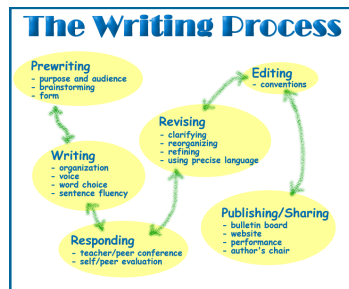 The Writing Process
Prewriting
- purpose and audience
- brainstorming
- form
Writing
- organization
- voice
- word choice
- sentence fluency
Responding
- teacher/peer conference
- self/peer evaluation
Revising
- clarifying
- reorganizing
- refining
- using precise language
Editing
- conventions
Publishing/Sharing
- bulletin board
- website
- performance
- author's chair